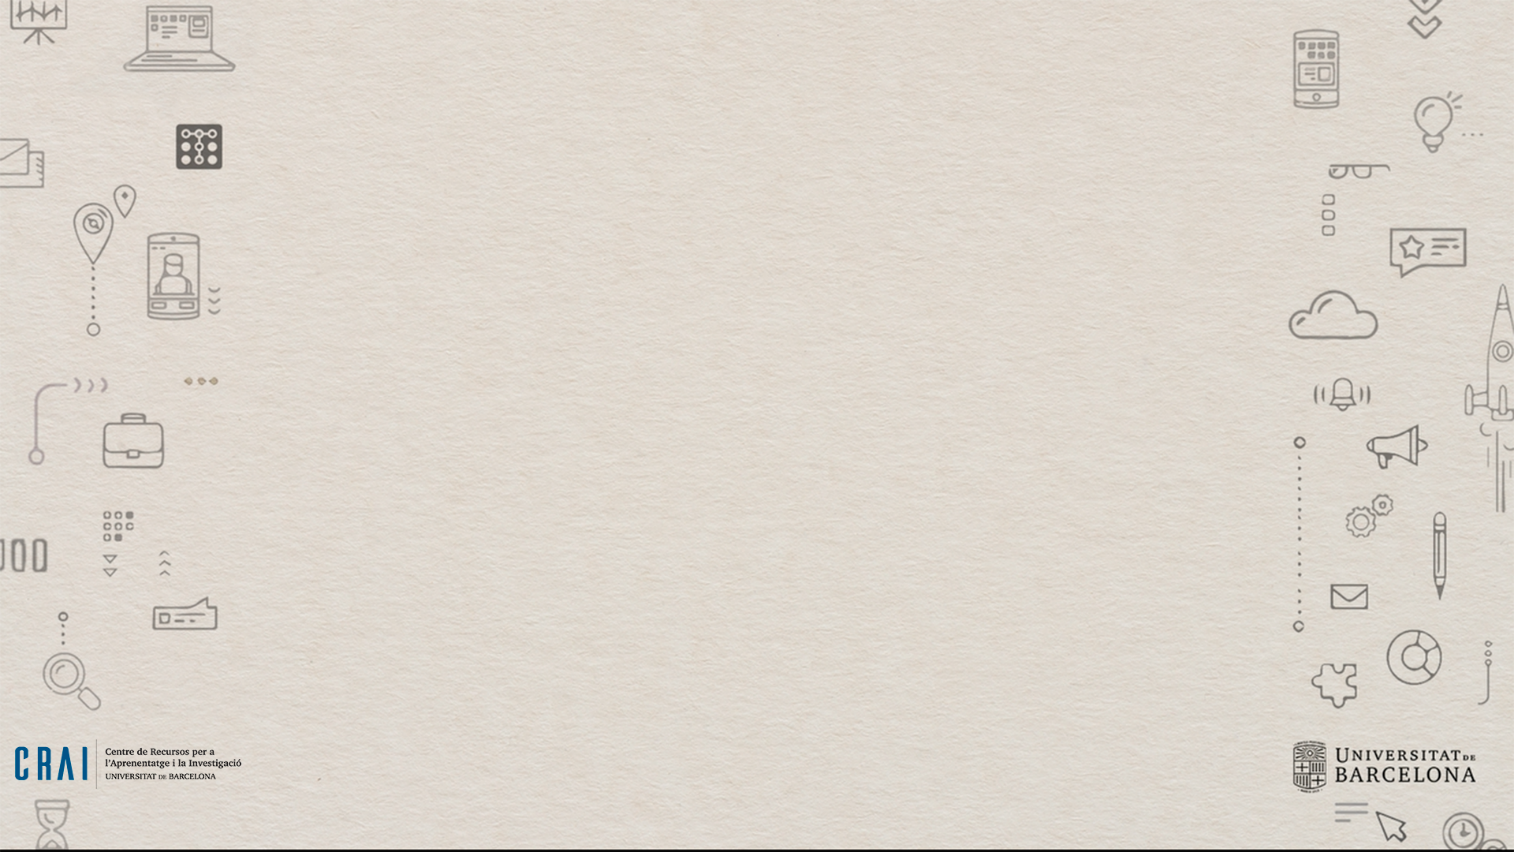 CRAI
Centre de Recursos per a
l'Aprenentatge i la Investigació
UNIVERSITAT DE BARCELONA
UNIVERSITAT DE
BARCELONA